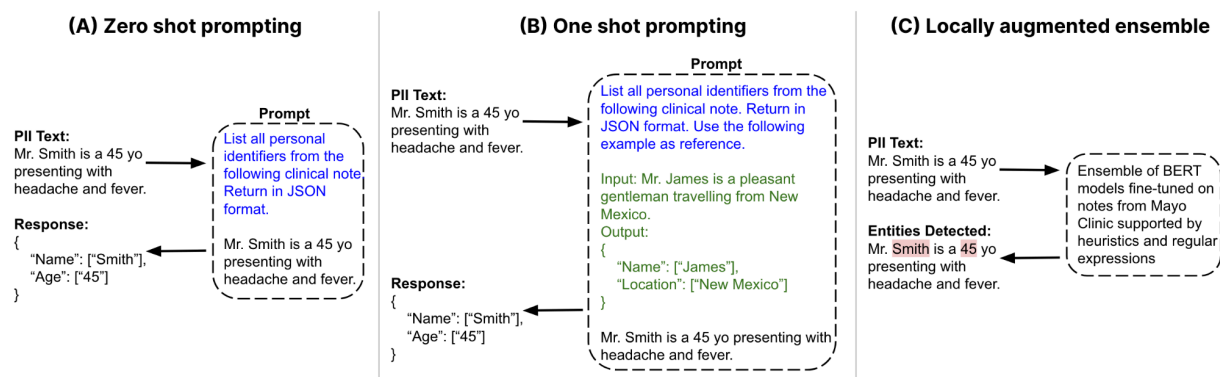 (A) Zero shot prompting
PII Text:
Mr. Smith is a 45 yo
presenting with
headache and fever.
Response:
{
“Name”: [“Smith”],
“Age”: [“45”]
}
Prompt
List all personal
identifiers from the
following clinical note.
Return in JSON
format.
Mr. Smith is a 45 yo
presenting with
headache and fever.
(B) One shot prompting
PII Text:
Mr. Smith is a 45 yo
presenting with
headache and fever.
Response:
{
“Name”: [“Smith”],
“Age”: [“45”]
}
Prompt
List all personal identifiers from the
following clinical note. Return in
JSON format. Use the following
example as reference.
Input: Mr. James is a pleasant
gentleman travelling from New
Mexico.
Output:
{
“Name”: [“James”],
“Location”: [“New Mexico”]
}
Mr. Smith is a 45 yo presenting with
headache and fever.
(C) Locally augmented ensemble
PII Text:
Mr. Smith is a 45 yo
presenting with
headache and fever.
Entities Detected:
Mr. Smith is a 45 yo
presenting with
headache and fever.
Ensemble of BERT
models fine-tuned on
notes from Mayo
Clinic supported by
heuristics and regular
expressions